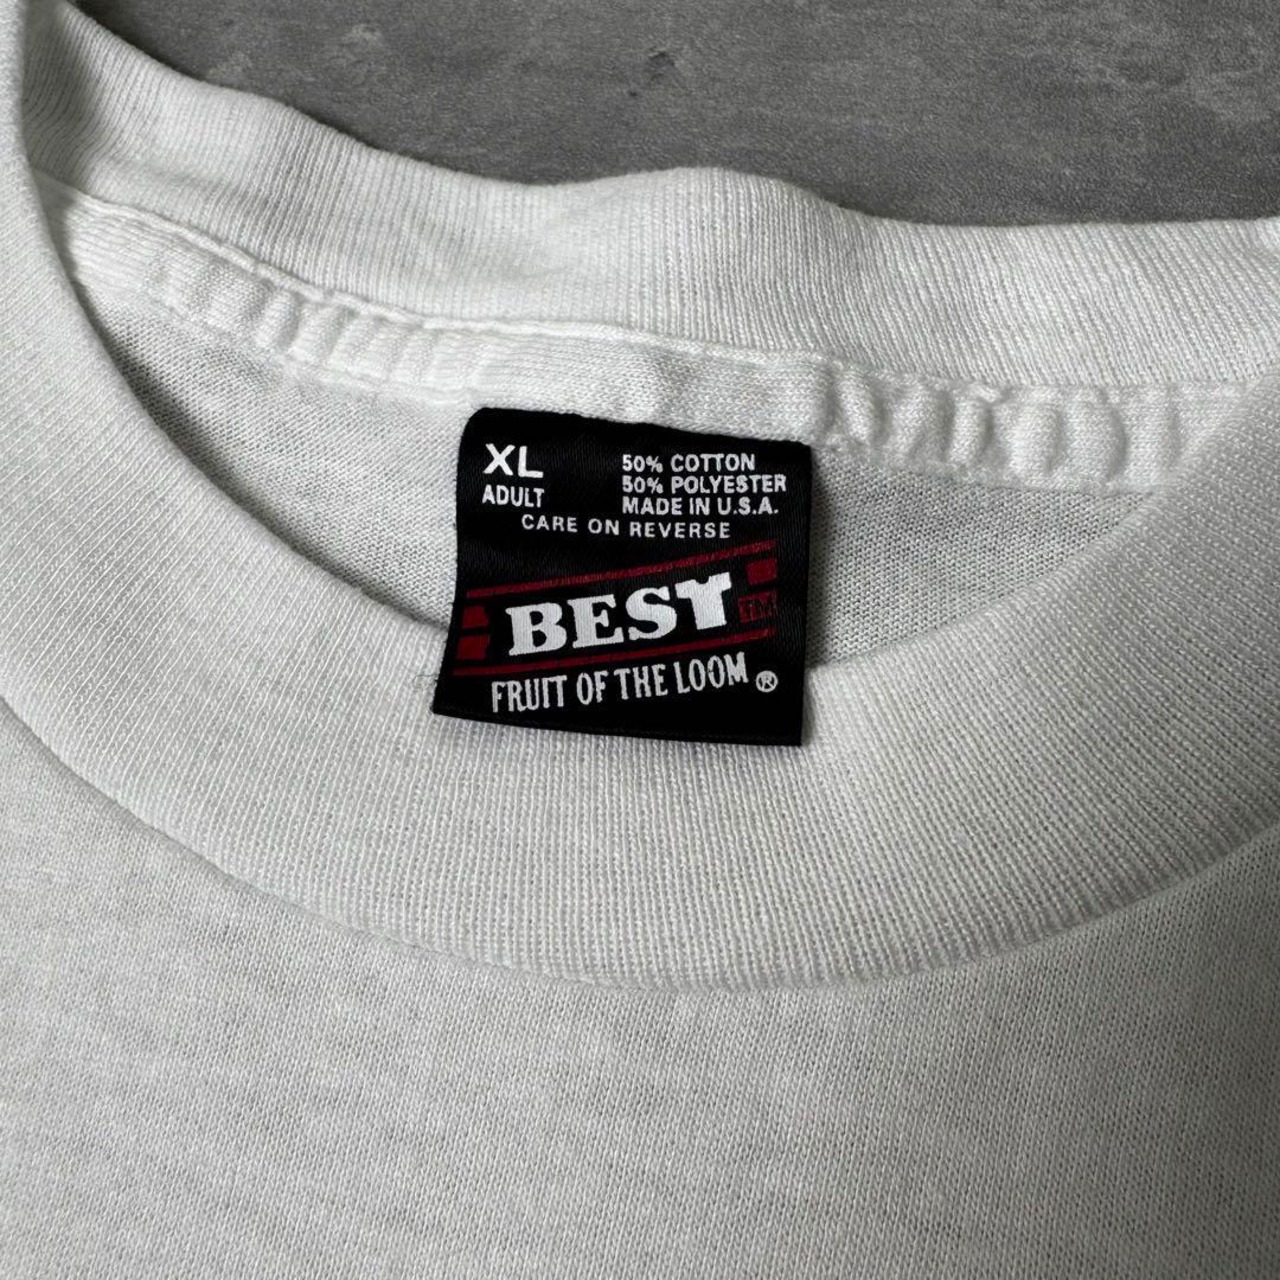 XL
ADULT
50% COTTON
50% POLYESTER
MADE IN U.S.A.
CARE ON REVERSE
BEST
FRUIT OF THE LOOM ®